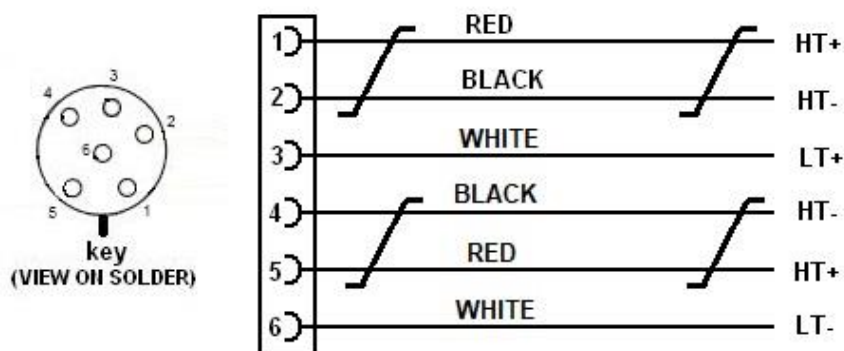 3
4
2
6
5
1
key
(VIEW ON SOLDER)
1 RED HT+
2 BLACK HT-
3 WHITE LT+
4 BLACK HT-
5 RED HT+
6 WHITE LT-